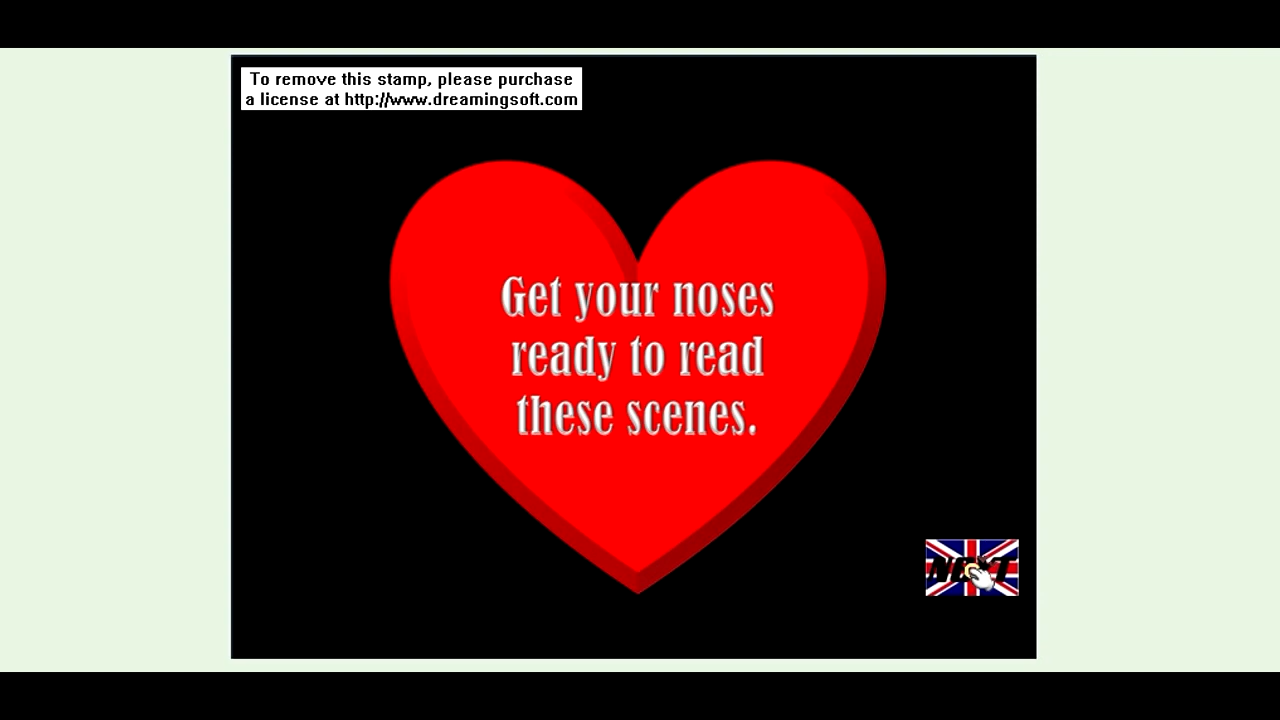 To remove this stamp, please purchase
a license at http://www.dreamingsoft.com
Get your noses
ready to read
these scenes.
NEXT